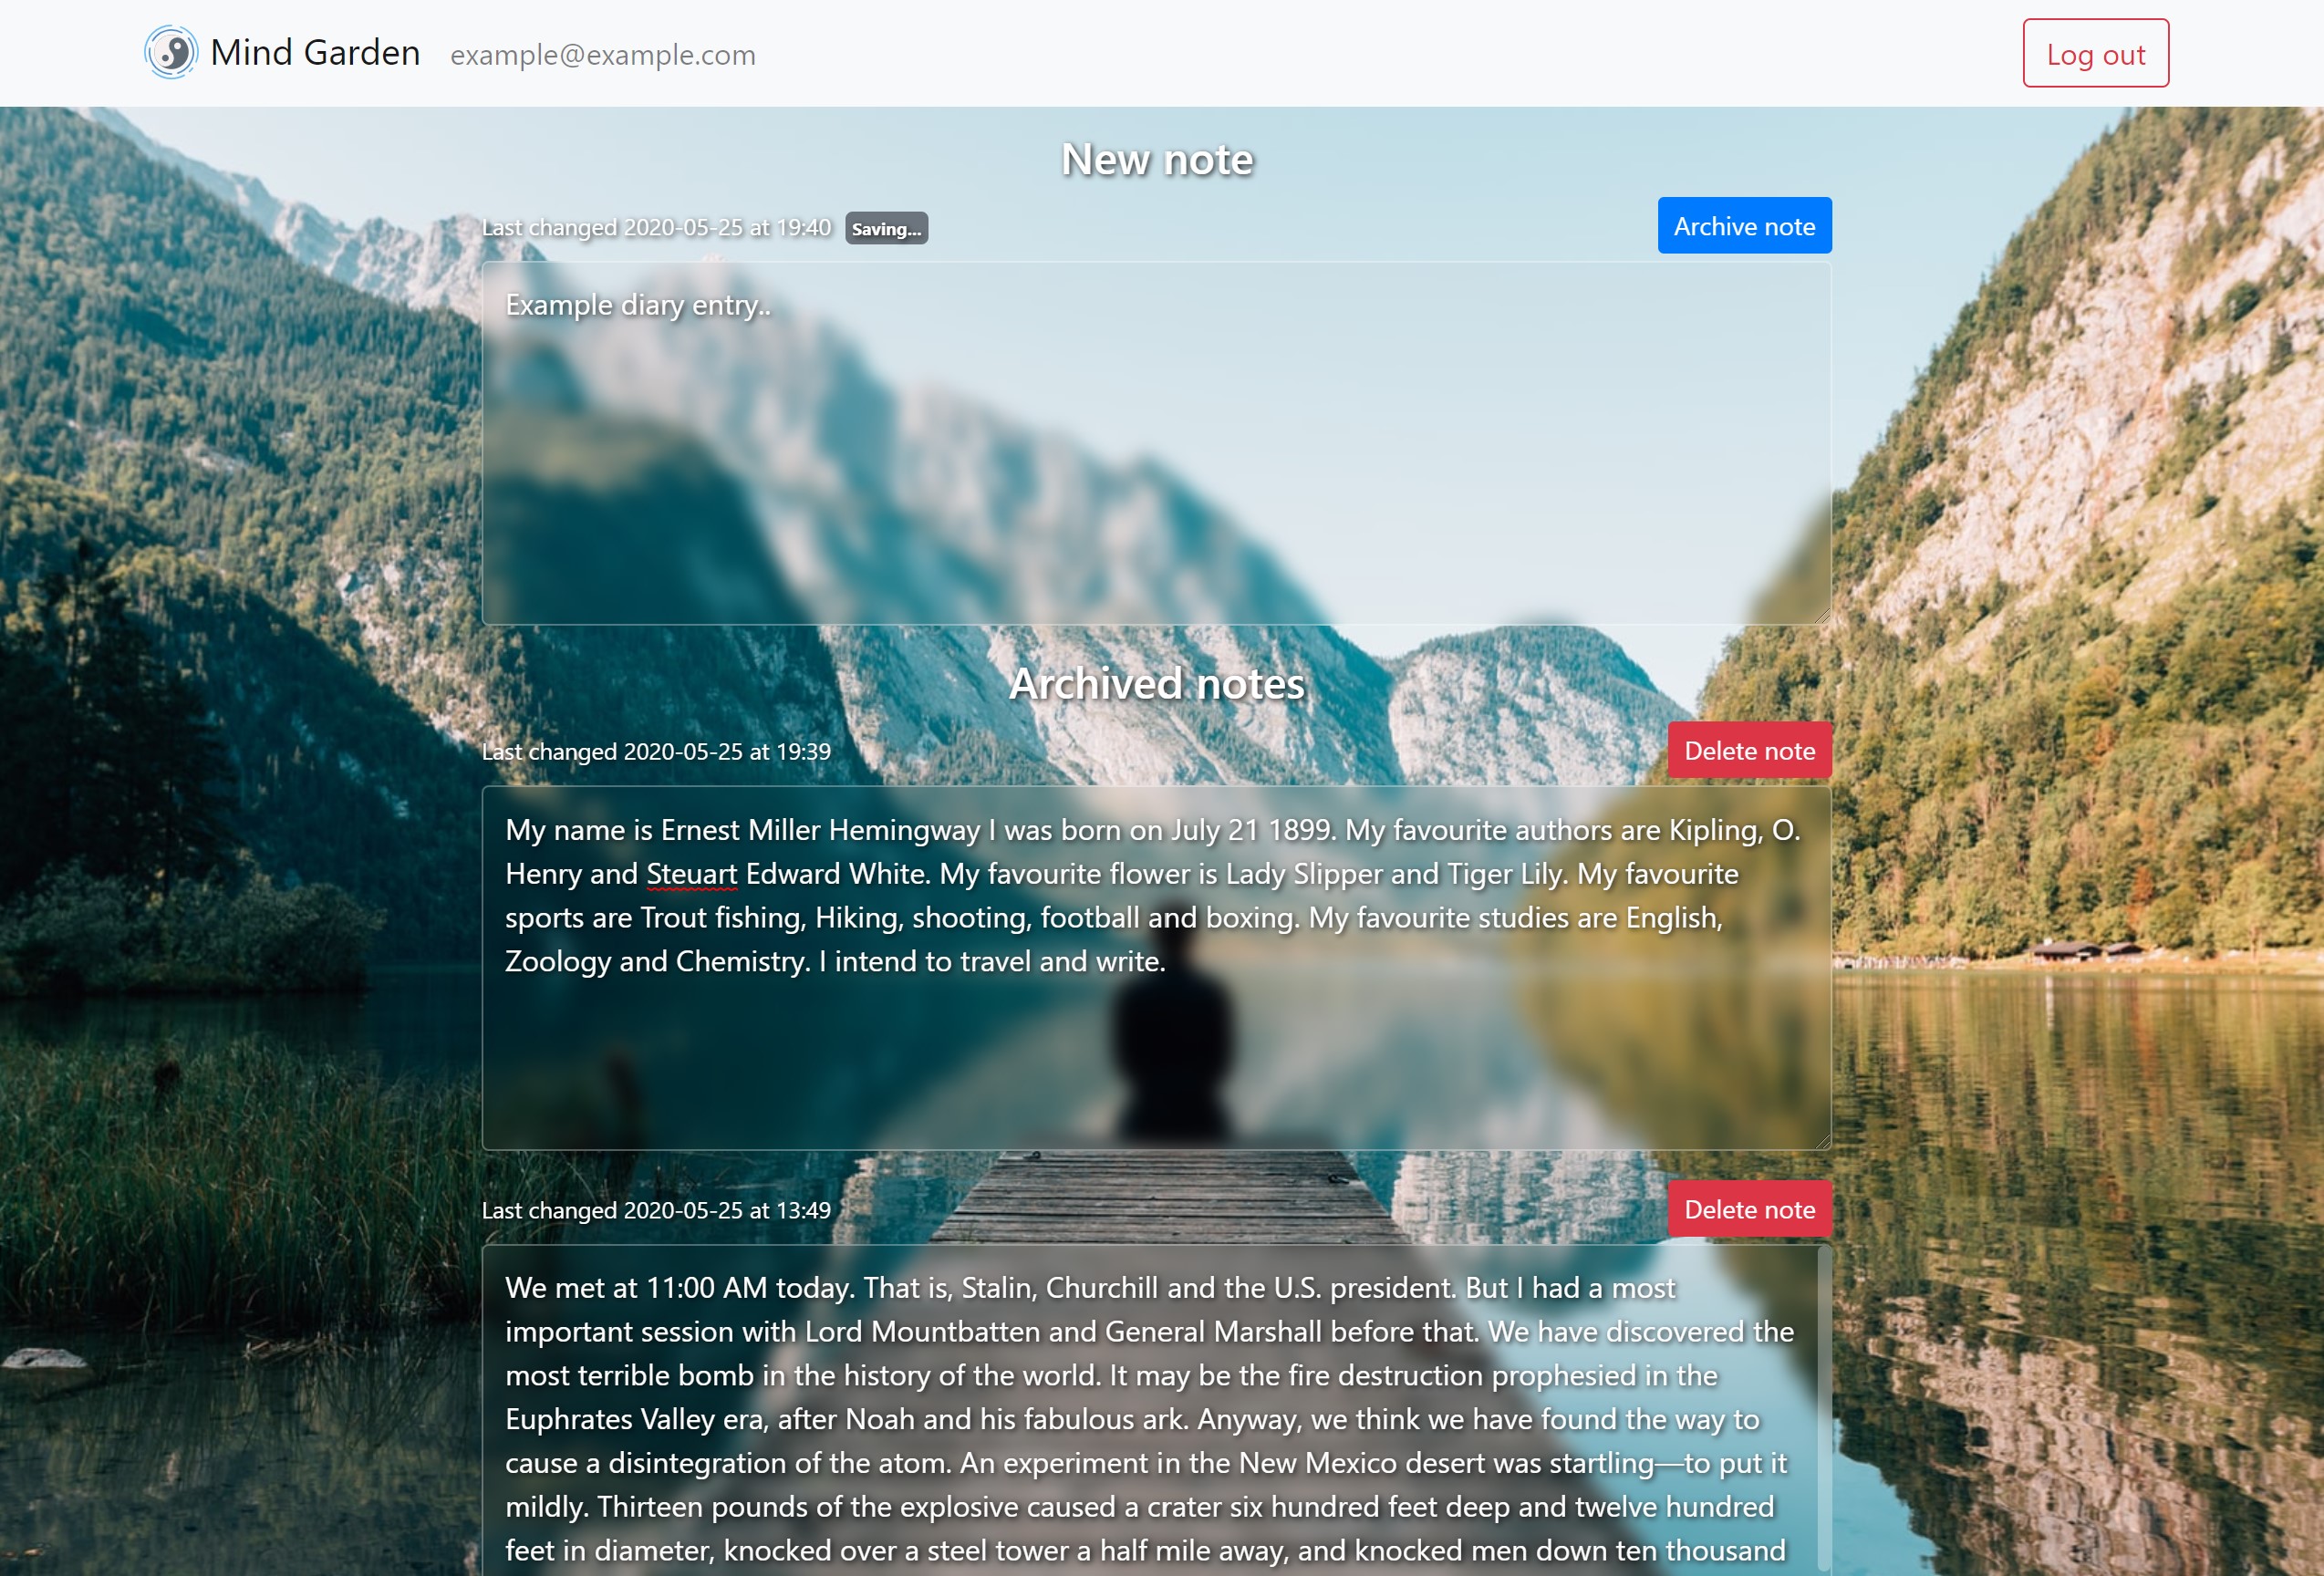 Mind Garden example@example.com Log out
New note
Last changed 2020-05-25 at 19:40 Saving... Archive note
Example diary entry..
Archived notes
Last changed 2020-05-25 at 19:39 Delete note
My name is Ernest Miller Hemingway I was born on July 21 1899. My favourite authors are Kipling, O.
Henry and Steuart Edward White. My favourite flower is Lady Slipper and Tiger Lily. My favourite
sports are Trout fishing, Hiking, shooting, football and boxing. My favourite studies are English,
Zoology and Chemistry. I intend to travel and write.
Last changed 2020-05-25 at 13:49 Delete note
We met at 11:00 AM today. That is, Stalin, Churchill and the U.S. president. But I had a most
important session with Lord Mountbatten and General Marshall before that. We have discovered the
most terrible bomb in the history of the world. It may be the fire destruction prophesied in the
Euphrates Valley era, after Noah and his fabulous ark. Anyway, we think we have found the way to
cause a disintegration of the atom. An experiment in the New Mexico desert was startling—to put it
mildly. Thirteen pounds of the explosive caused a crater six hundred feet deep and twelve hundred
feet in diameter, knocked over a steel tower a half mile away, and knocked men down ten thousand